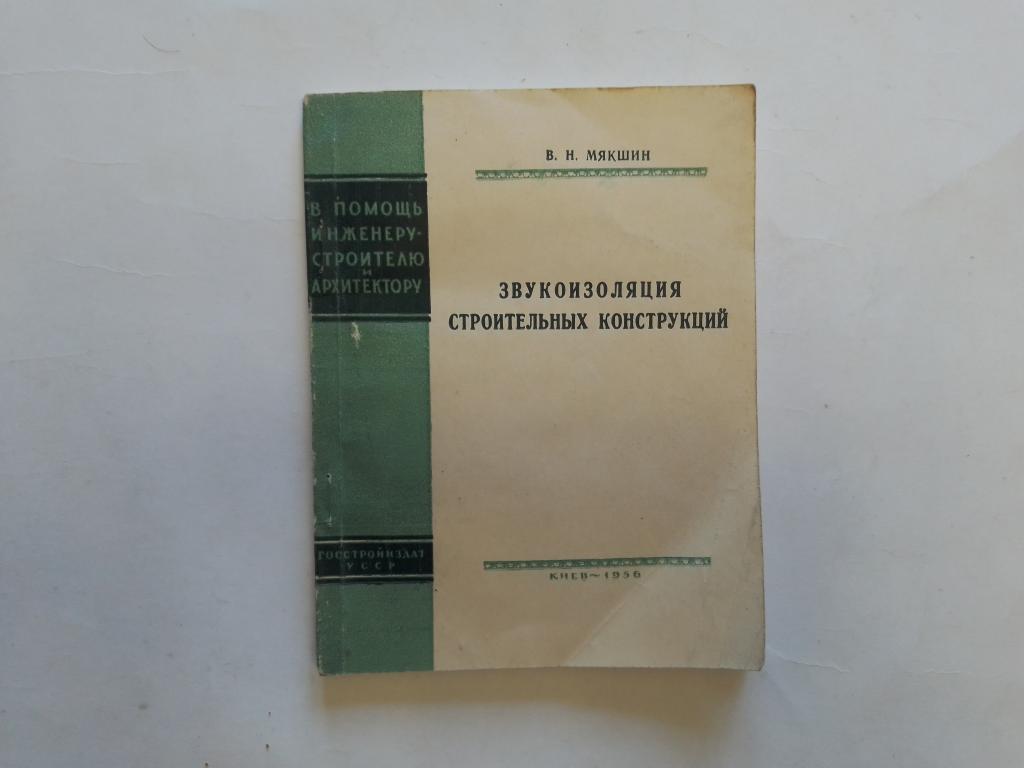 В. Н. МЯКШИН
В ПОМОЩЬ
ИНЖЕНЕРУ-
СТРОИТЕЛЮ
И
АРХИТЕКТОРУ
ЗВУКОИЗОЛЯЦИЯ
СТРОИТЕЛЬНЫХ КОНСТРУКЦИЙ
ГОССТРОЙИЗДАТ
УССР
КИЕВ~1956